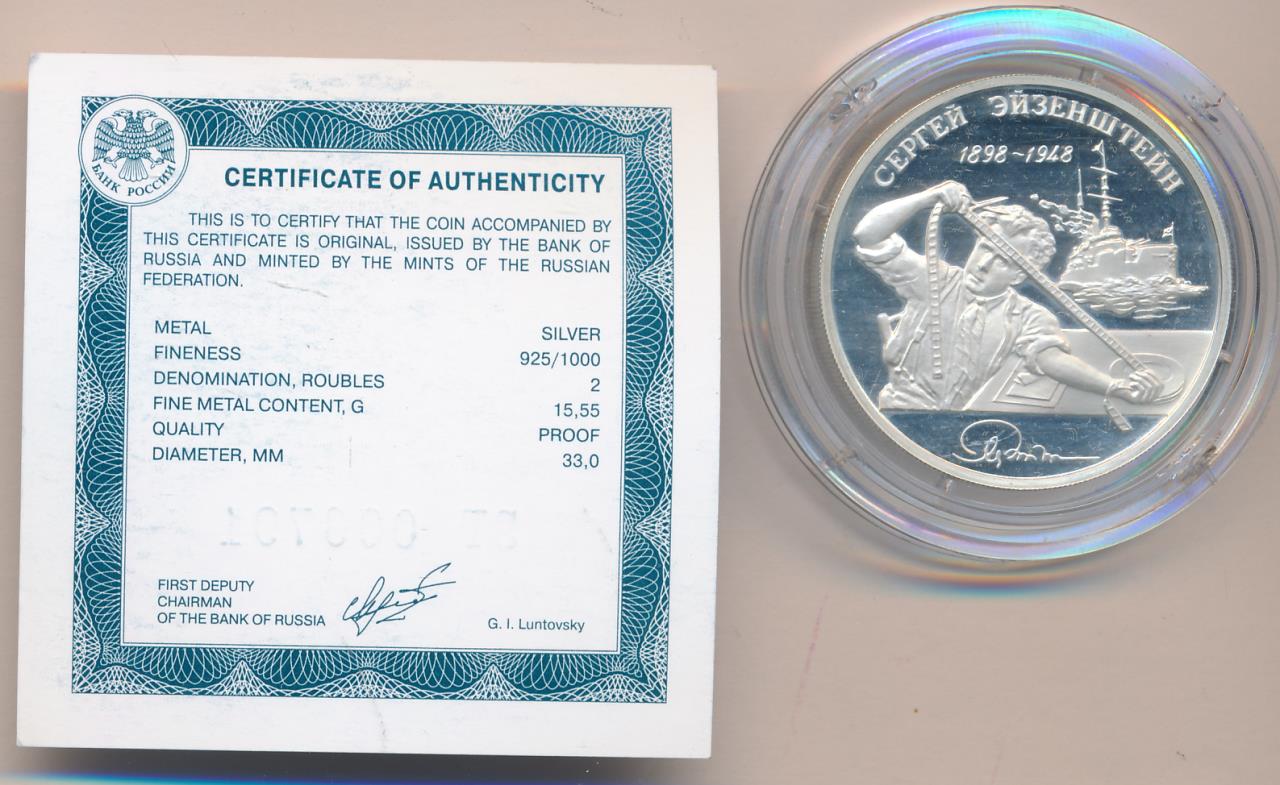 БАНК РОССИИ
CERTIFICATE OF AUTHENTICITY
THIS IS TO CERTIFY THAT THE COIN ACCOMPANIED BY
THIS CERTIFICATE IS ORIGINAL, ISSUED BY THE BANK OF
RUSSIA AND MINTED BY THE MINTS OF THE RUSSIAN
FEDERATION.
METAL SILVER
FINENESS 925/1000
DENOMINATION, ROUBLES 2
FINE METAL CONTENT, G 15,55
QUALITY PROOF
DIAMETER, MM 33,0
FIRST DEPUTY
CHAIRMAN
OF THE BANK OF RUSSIA
G. I. Luntovsky
СЕРГЕЙ ЭЙЗЕНШТЕЙН
1898-1948